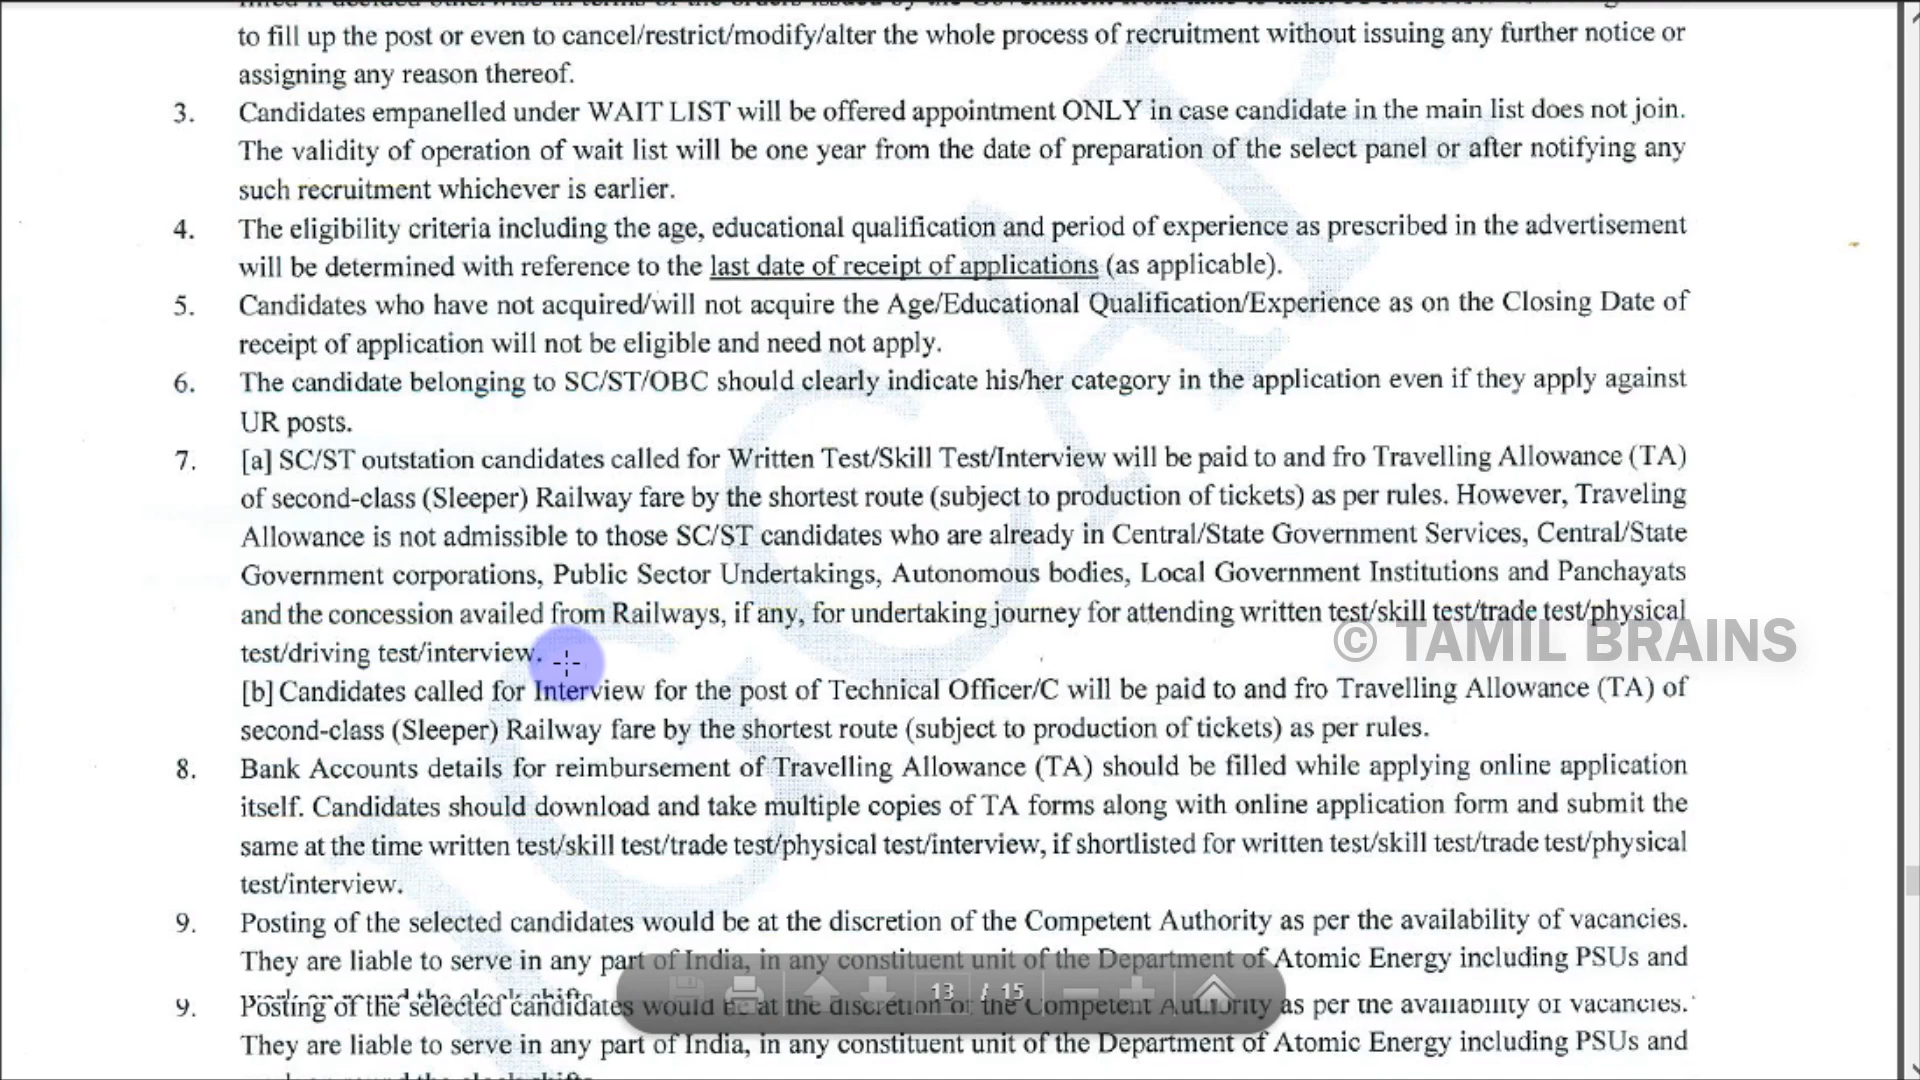 to fill up the post or even to cancel/restrict/modify/alter the whole process of recruitment without issuing any further notice or
assigning any reason thereof.
3. Candidates empanelled under WAIT LIST will be offered appointment ONLY in case candidate in the main list does not join.
The validity of operation of wait list will be one year from the date of preparation of the select panel or after notifying any
such recruitment whichever is earlier.
4. The eligibility criteria including the age, educational qualification and period of experience as prescribed in the advertisement
will be determined with reference to the last date of receipt of applications (as applicable).
5. Candidates who have not acquired/will not acquire the Age/Educational Qualification/Experience as on the Closing Date of
receipt of application will not be eligible and need not apply.
6. The candidate belonging to SC/ST/OBC should clearly indicate his/her category in the application even if they apply against
UR posts.
7. [a] SC/ST outstation candidates called for Written Test/Skill Test/Interview will be paid to and fro Travelling Allowance (TA)
of second-class (Sleeper) Railway fare by the shortest route (subject to production of tickets) as per rules. However, Traveling
Allowance is not admissible to those SC/ST candidates who are already in Central/State Government Services, Central/State
Government corporations, Public Sector Undertakings, Autonomous bodies, Local Government Institutions and Panchayats
and the concession availed from Railways, if any, for undertaking journey for attending written test/skill test/trade test/physical
© TAMIL BRAINS
test/driving test/interview.
[b] Candidates called for Interview for the post of Technical Officer/C will be paid to and fro Travelling Allowance (TA) of
second-class (Sleeper) Railway fare by the shortest route (subject to production of tickets) as per rules.
8. Bank Accounts details for reimbursement of Travelling Allowance (TA) should be filled while applying online application
itself. Candidates should download and take multiple copies of TA forms along with online application form and submit the
same at the time written test/skill test/trade test/physical test/interview, if shortlisted for written test/skill test/trade test/physical
test/interview.
9. Posting of the selected candidates would be at the discretion of the Competent Authority as per the availability of vacancies.
They are liable to serve in any part of India, in any constituent unit of the Department of Atomic Energy including PSUs and
13 / 15
9. Posting of the selected candidates would be at the discretion of the Competent Authority as per the availability of vacancies.
They are liable to serve in any part of India, in any constituent unit of the Department of Atomic Energy including PSUs and